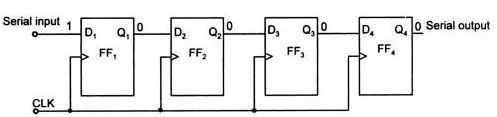 Serial input 1 D1 Q1 0 D2 Q2 0 D3 Q3 0 D4 Q4 0 Serial output
FF1 FF2 FF3 FF4
CLK